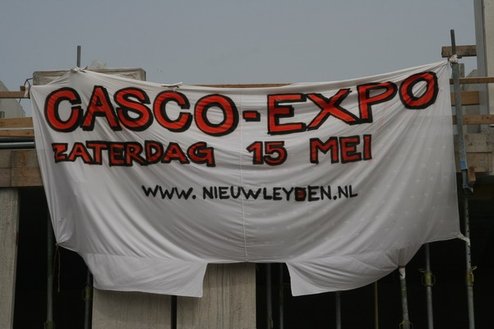 CASCO-EXPO
ZATERDAG 15 MEI
WWW. NIEUWLEYDEN.NL